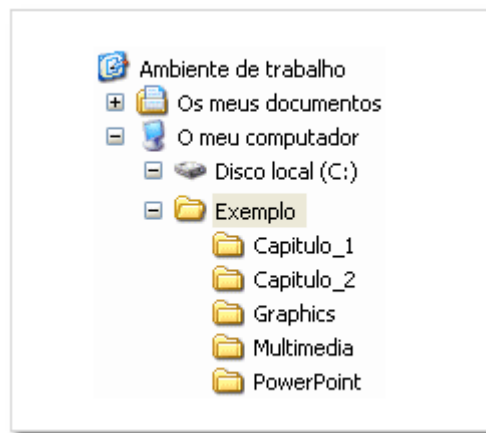 Ambiente de trabalho
Os meus documentos
O meu computador
Disco local (C:)
Exemplo
Capitulo_1
Capitulo_2
Graphics
Multimedia
PowerPoint